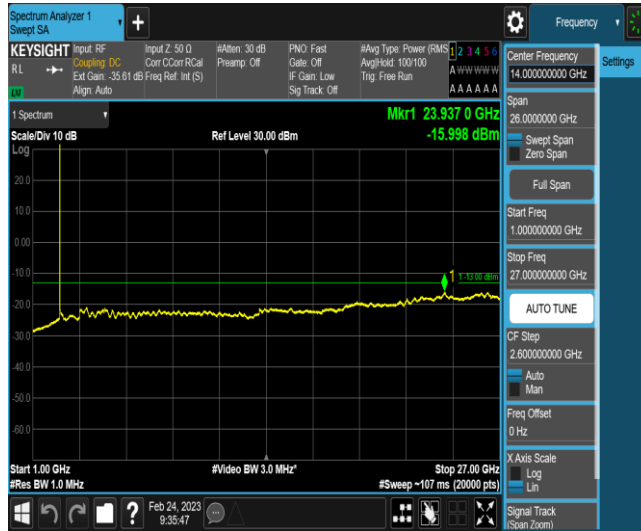 Spectrum Analyzer 1
Swept SA
Frequency
KEYSIGHT
Input: RF
Input Z: 50 Ω
#Atten: 30 dB
PNO: Fast
#Avg Type: Power (RMS
1 2 3 4 5 6
RL
Coupling: DC
Corr CCorr RCal
Preamp: Off
Gate: Off
Avg|Hold: 100/100
A W W W W W
Ext Gain: -35.61 dB
Freq Ref: Int (S)
IF Gain: Low
Trig: Free Run
Align: Auto
Sig Track: Off
A A A A A A
1 Spectrum
Mkr1 23.937 0 GHz
Scale/Div 10 dB
Ref Level 30.00 dBm
-15.998 dBm
Log
20.0
10.0
0.00
-10.0
1
-13.00 dBm
-20.0
-30.0
-40.0
-50.0
-60.0
Start 1.00 GHz
#Video BW 3.0 MHz*
Stop 27.00 GHz
#Res BW 1.0 MHz
#Sweep ~107 ms (20000 pts)
?
Feb 24, 2023
9:35:47
Center Frequency
14.000000000 GHz
Settings
Span
26.0000000 GHz
Swept Span
Zero Span
Full Span
Start Freq
1.000000000 GHz
Stop Freq
27.000000000 GHz
AUTO TUNE
CF Step
2.600000000 GHz
Auto
Man
Freq Offset
0 Hz
X Axis Scale
Log
Lin
Signal Track
(Span Zoom)